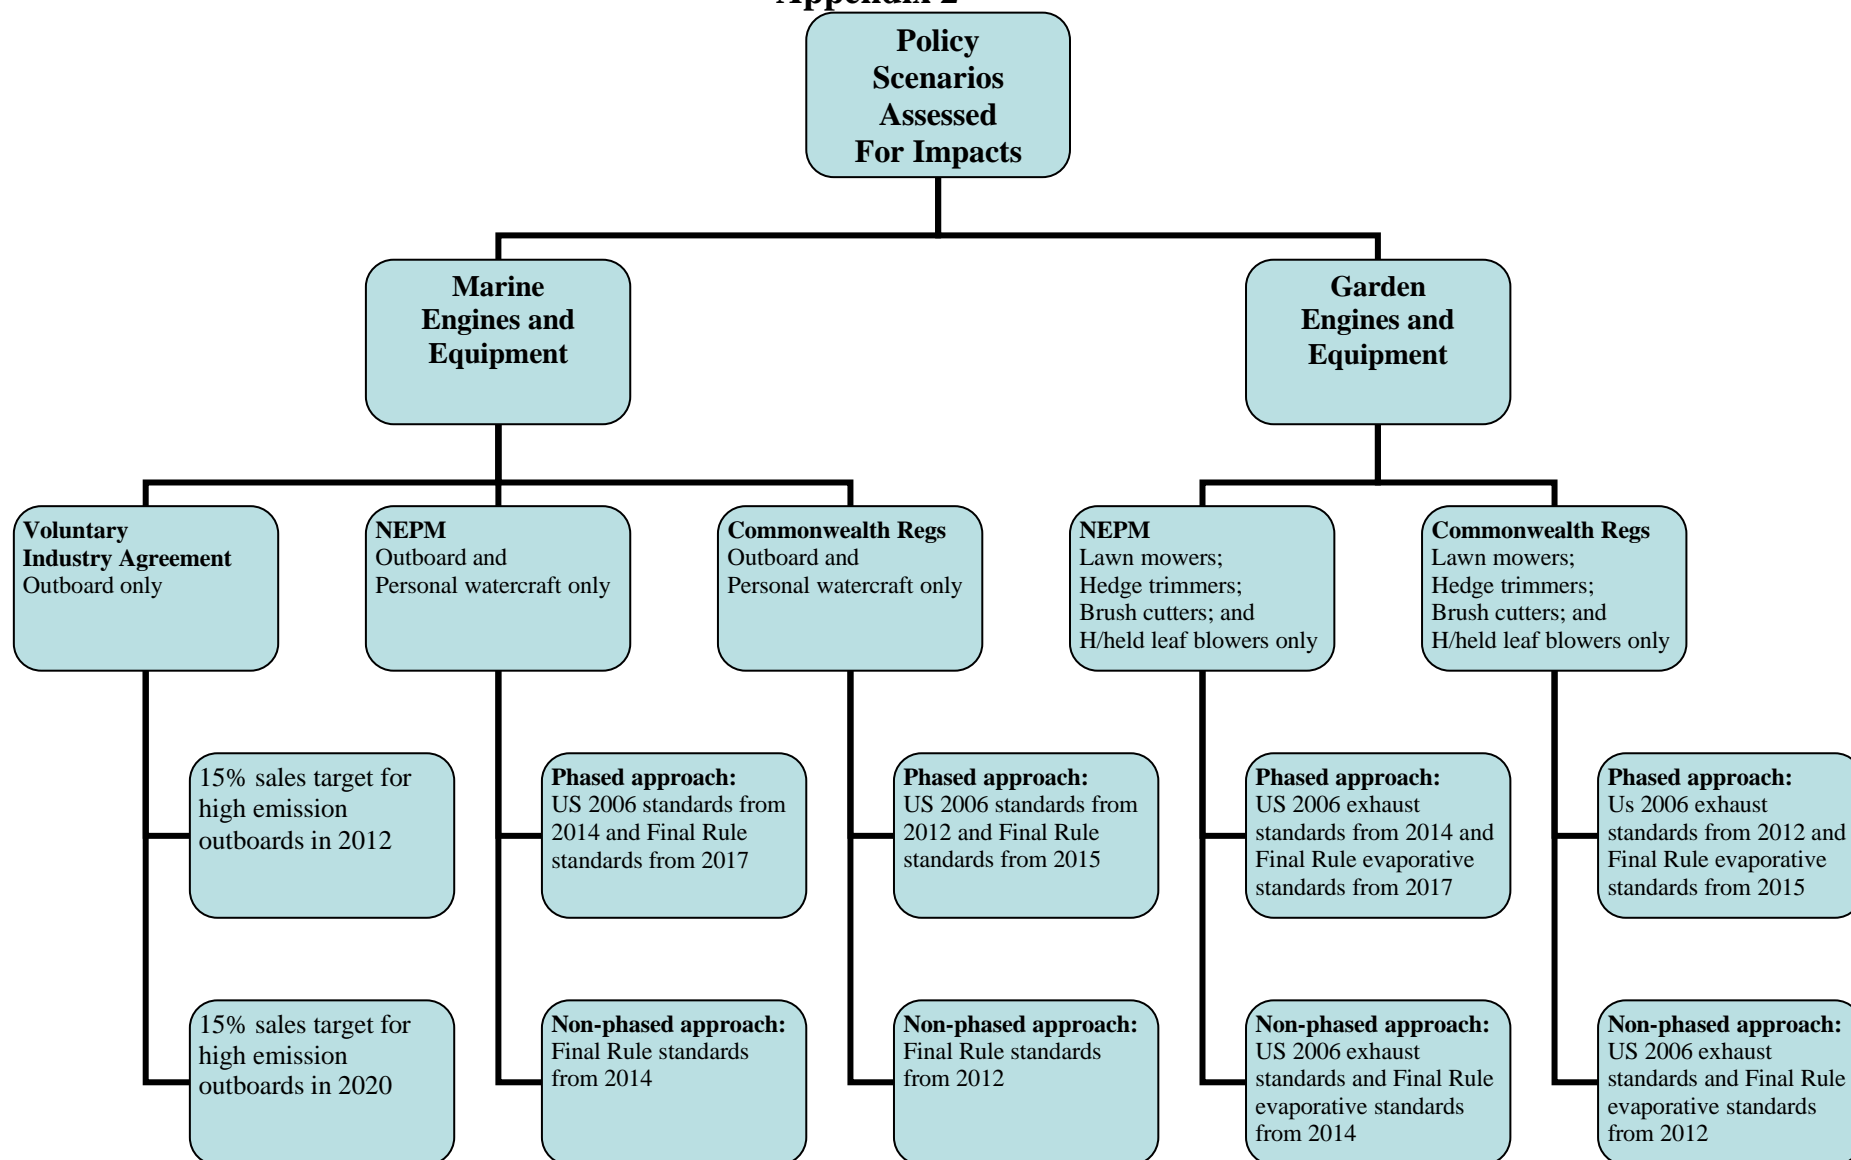 Appendix 2
Policy
Scenarios
Assessed
For Impacts
Marine
Engines and
Equipment
Garden
Engines and
Equipment
Voluntary
Industry Agreement
Outboard only
NEPM
Outboard and
Personal watercraft only
Commonwealth Regs
Outboard and
Personal watercraft only
NEPM
Lawn mowers;
Hedge trimmers;
Brush cutters; and
H/held leaf blowers only
Commonwealth Regs
Lawn mowers;
Hedge trimmers;
Brush cutters; and
H/held leaf blowers only
15% sales target for
high emission
outboards in 2012
Phased approach:
US 2006 standards from
2014 and Final Rule
standards from 2017
Phased approach:
US 2006 standards from
2012 and Final Rule
standards from 2015
Phased approach:
US 2006 exhaust
standards from 2014 and
Final Rule evaporative
standards from 2017
Phased approach:
Us 2006 exhaust
standards from 2012 and
Final Rule evaporative
standards from 2015
15% sales target for
high emission
outboards in 2020
Non-phased approach:
Final Rule standards
from 2014
Non-phased approach:
Final Rule standards
from 2012
Non-phased approach:
US 2006 exhaust
standards and Final Rule
evaporative standards
from 2014
Non-phased approach:
US 2006 exhaust
standards and Final Rule
evaporative standards
from 2012